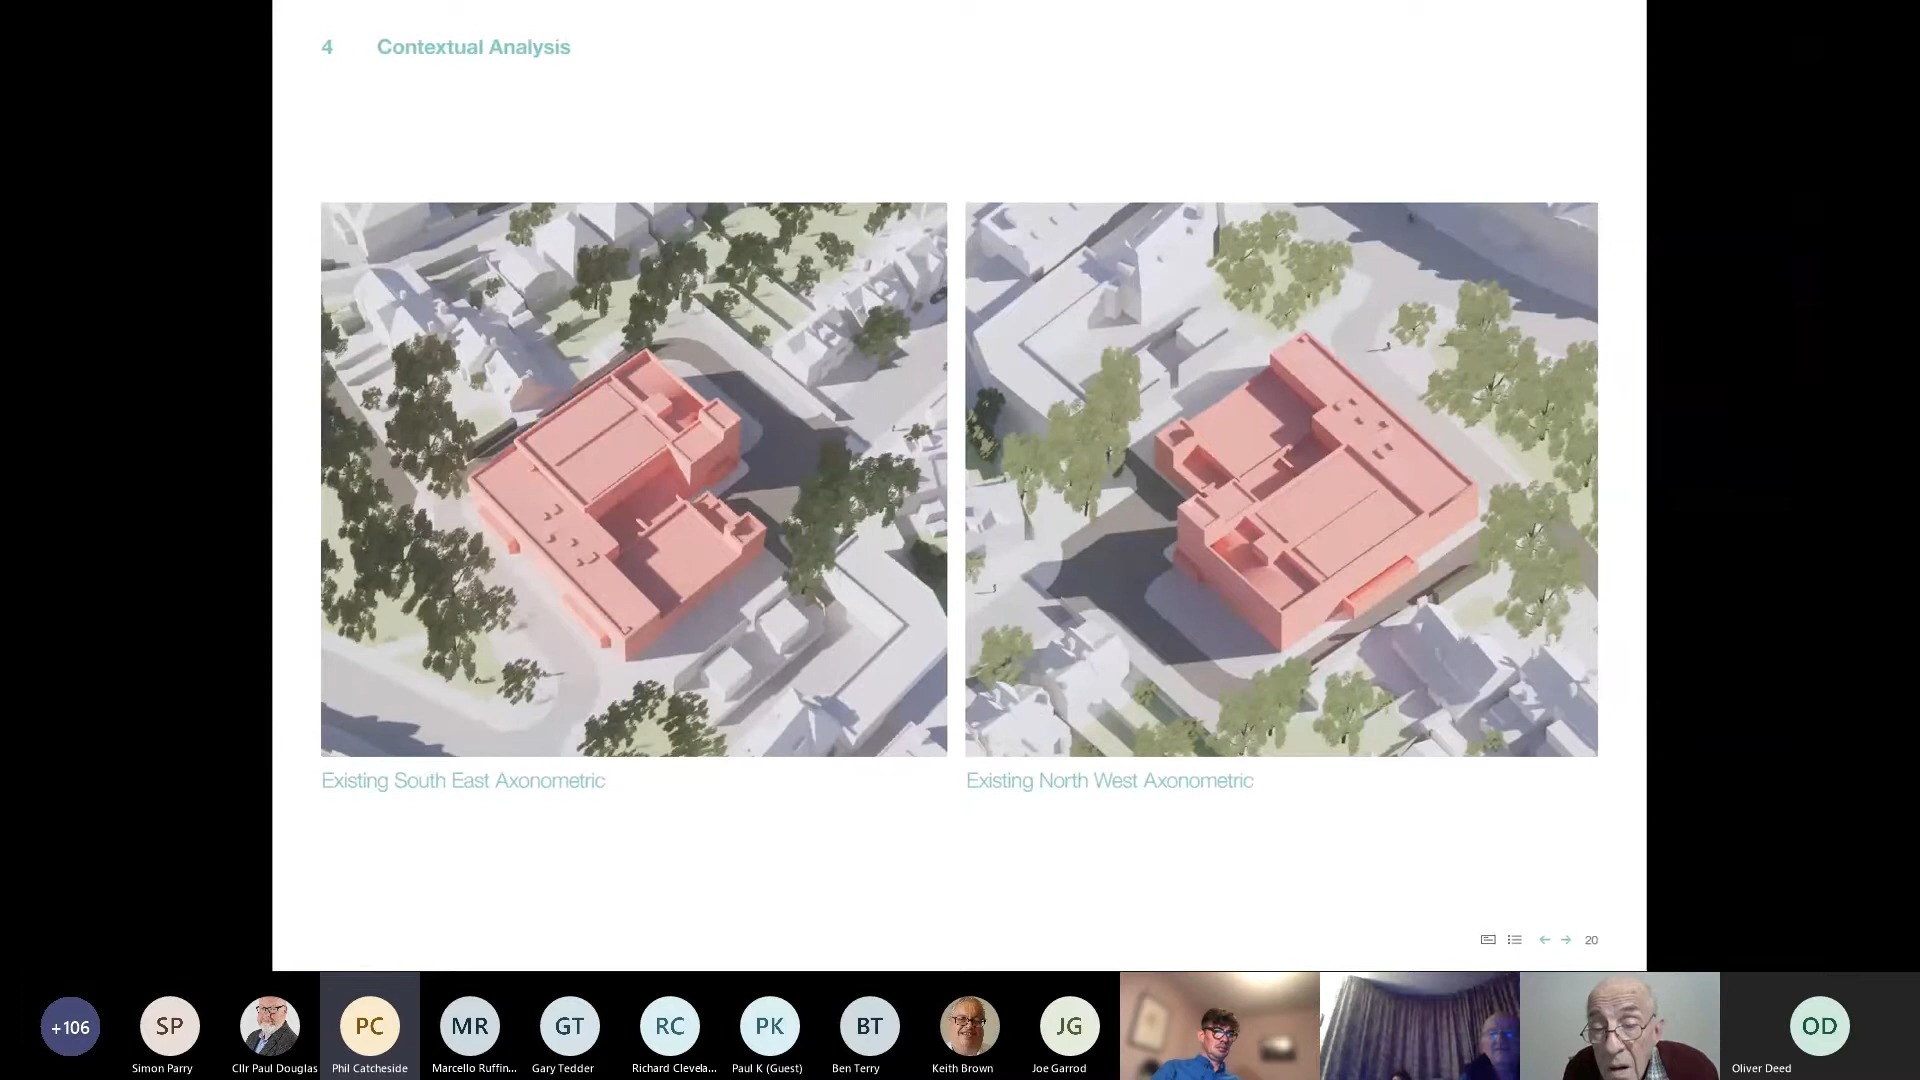 4 Contextual Analysis
Existing South East Axonometric
Existing North West Axonometric
20
+106
SP
PC
MR
GT
RC
PK
BT
JG
OD
Simon Parry
Cllr Paul Douglas
Phil Catcheside
Marcello Ruffin...
Gary Tedder
Richard Clevela...
Paul K (Guest)
Ben Terry
Keith Brown
Joe Garrod
Oliver Deed